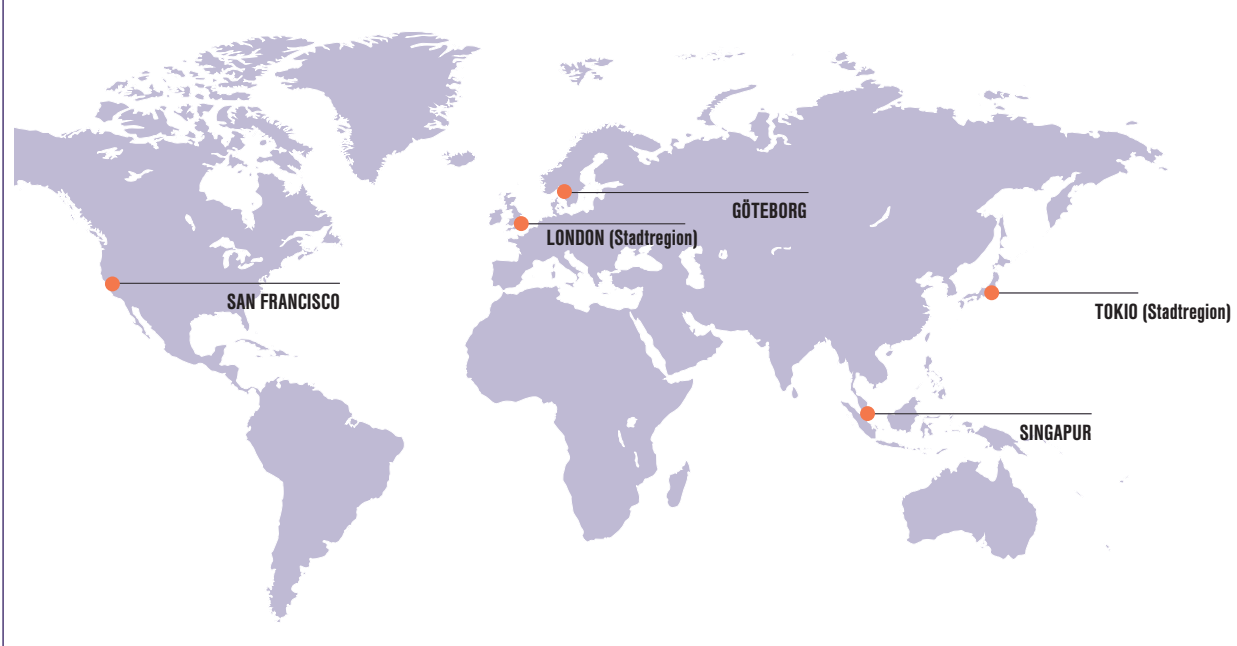 GÖTEBORG
LONDON (Stadtregion)
SAN FRANCISCO
TOKIO (Stadtregion)
SINGAPUR